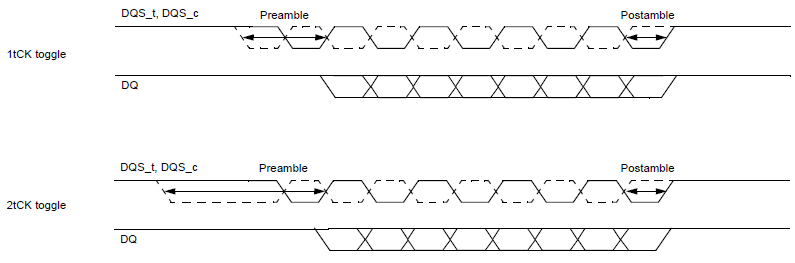 DQS_t, DQS_c Preamble Postamble
1tCK toggle
DQ
DQS_t, DQS_c Preamble Postamble
2tCK toggle
DQ